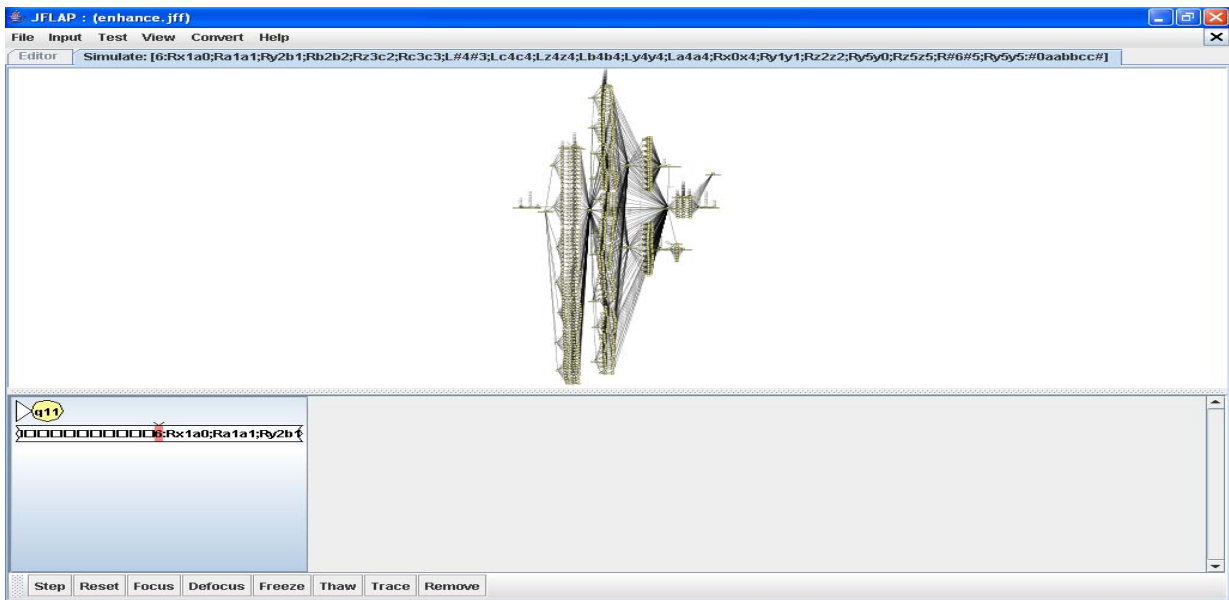 JFLAP : (enhance.jff)
File Input Test View Convert Help
Editor Simulate: [6:Rx1a0;Ra1a1;Ry2b1;Rb2b2;Rz3c2;Rc3c3;L#4#3;Lc4c4;Lz4z4;Lb4b4;Ly4y4;La4a4;Rx0x4;Ry1y1;Rz2z2;Ry5y0;Rz5z5;R#6#5;Ry5y5:#0aabbcc#]
q11
6:Rx1a0;Ra1a1;Ry2b1
Step Reset Focus Defocus Freeze Thaw Trace Remove